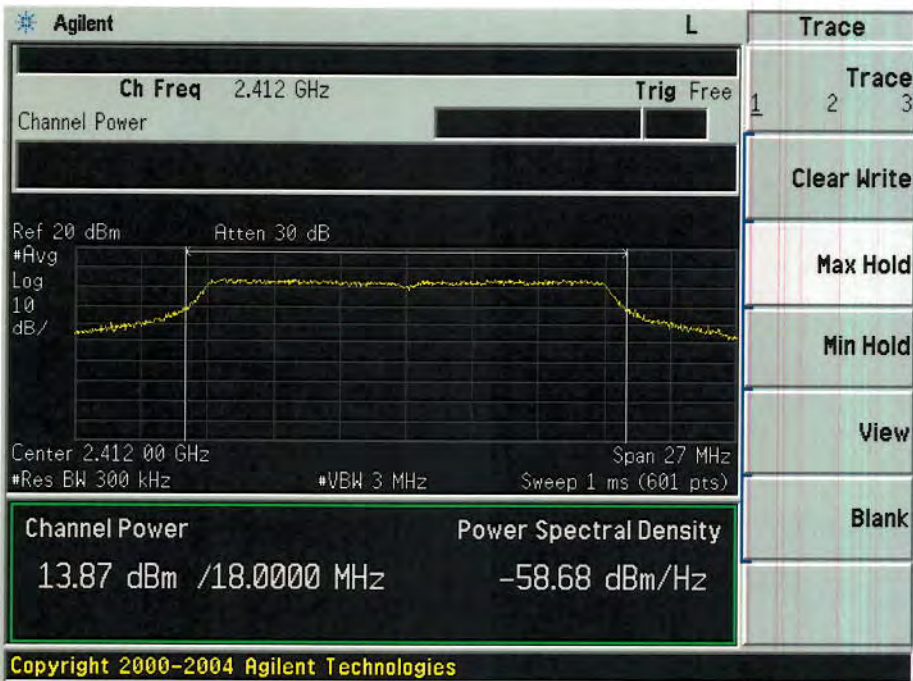 Agilent L Trace
Ch Freq 2.412 GHz Trig Free
Channel Power
Trace
1 2 3
Clear Write
Max Hold
Min Hold
View
Blank
Ref 20 dBm Atten 30 dB
#Avg
Log
10
dB/
Center 2.412 00 GHz Span 27 MHz
#Res BW 300 kHz #VBW 3 MHz Sweep 1 ms (601 pts)
Channel Power Power Spectral Density
13.87 dBm /18.0000 MHz -58.68 dBm/Hz
Copyright 2000-2004 Agilent Technologies